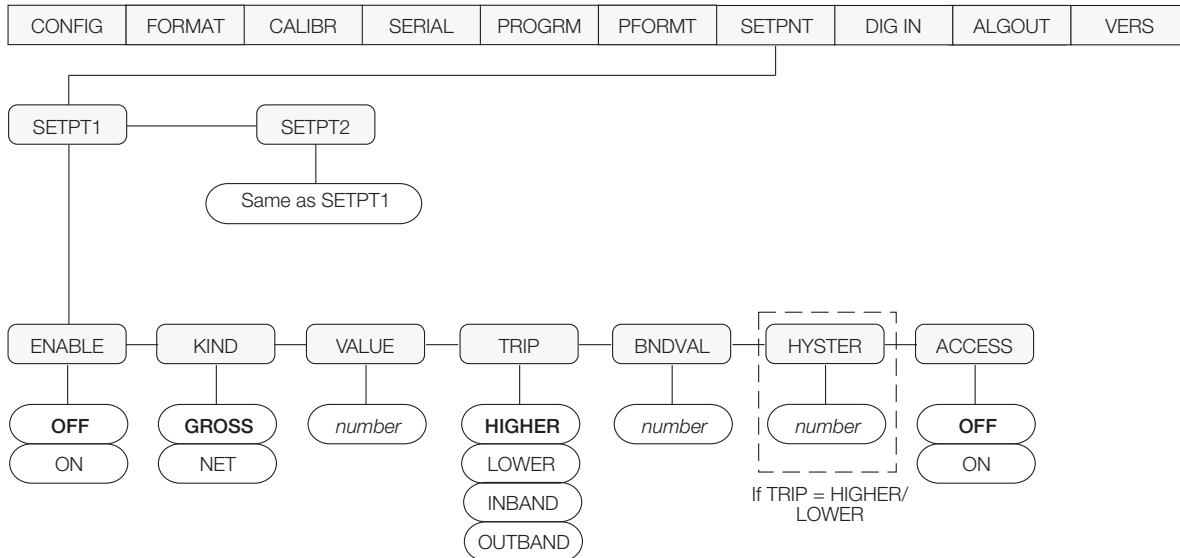 CONFIG FORMAT CALIBR SERIAL PROGRM PFORMT SETPNT DIG IN ALGOUT VERS
SETPT1 SETPT2
Same as SETPT1
ENABLE KIND VALUE TRIP BNDVAL HYSTER ACCESS
OFF GROSS number HIGHER number number OFF
ON NET LOWER ON
INBAND
OUTBAND
If TRIP = HIGHER/
LOWER